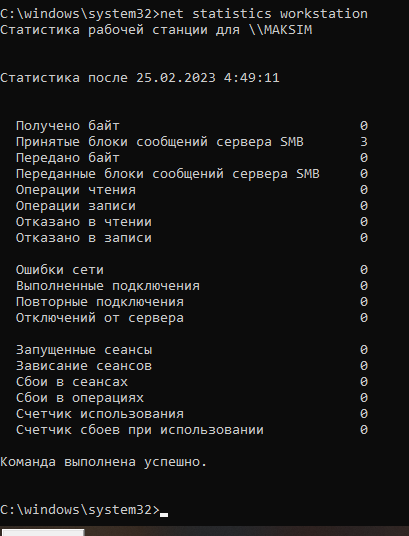 C:\windows\system32>net statistics workstation
Статистика рабочей станции для \\MAKSIM
Статистика после 25.02.2023 4:49:11
Получено байт 0
Принятые блоки сообщений сервера SMB 3
Передано байт 0
Переданные блоки сообщений сервера SMB 0
Операции чтения 0
Операции записи 0
Отказано в чтении 0
Отказано в записи 0
Ошибки сети 0
Выполненные подключения 0
Повторные подключения 0
Отключений от сервера 0
Запущенные сеансы 0
Зависание сеансов 0
Сбои в сеансах 0
Сбои в операциях 0
Счетчик использования 0
Счетчик сбоев при использовании 0
Команда выполнена успешно.
C:\windows\system32>